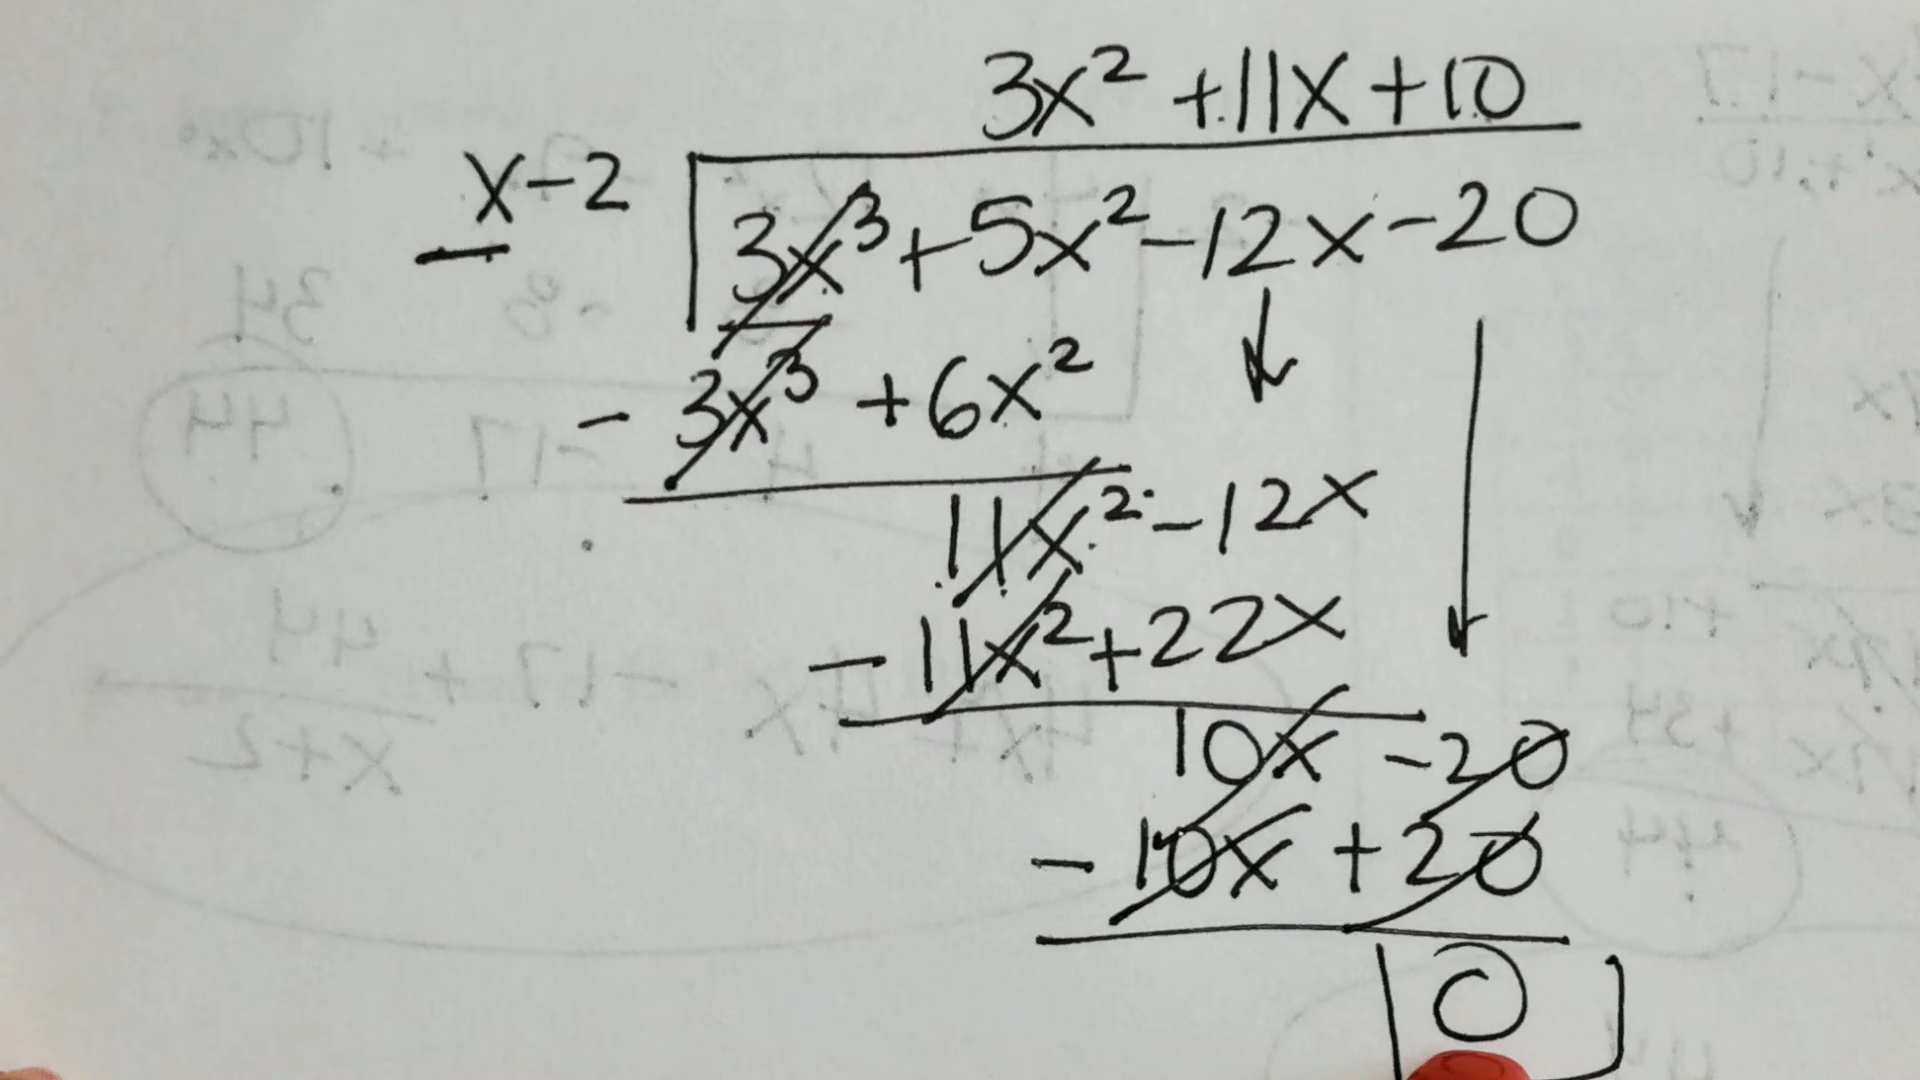 3x² +11x +10
x-2 3x³ +5x² -12x -20
- 3x³ +6x²
11x² -12x
- 11x² +22x
10x -20
- 10x +20
0